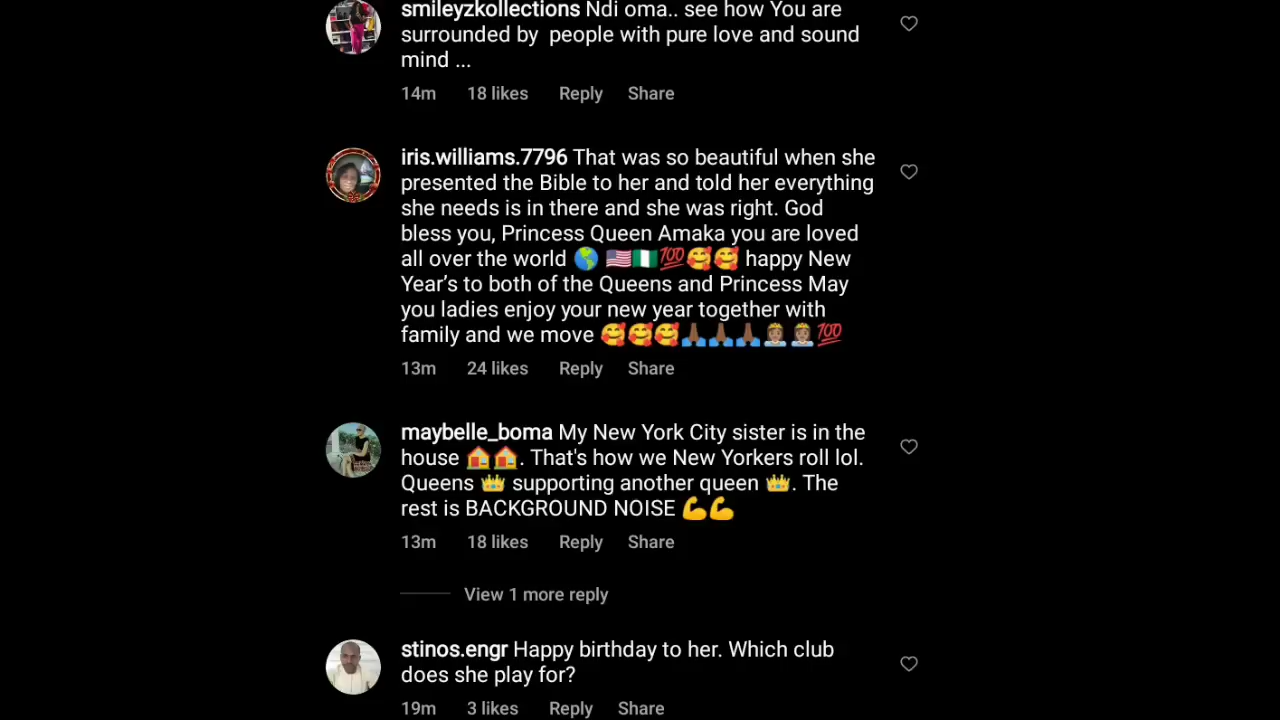 smileyzkollections Ndi oma.. see how You are
surrounded by people with pure love and sound
mind ...
14m 18 likes Reply Share
iris.williams.7796 That was so beautiful when she
presented the Bible to her and told her everything
she needs is in there and she was right. God
bless you, Princess Queen Amaka you are loved
all over the world 🌎 🇺🇸🇳🇬💯🥰🥰 happy New
Year’s to both of the Queens and Princess May
you ladies enjoy your new year together with
family and we move 🥰🥰🥰🙏🏾🙏🏾🙏🏾👸🏽👸🏽💯
13m 24 likes Reply Share
maybelle_boma My New York City sister is in the
house 🏠🏠. That's how we New Yorkers roll lol.
Queens 👑 supporting another queen 👑. The
rest is BACKGROUND NOISE 💪💪
13m 18 likes Reply Share
View 1 more reply
stinos.engr Happy birthday to her. Which club
does she play for?
19m 3 likes Reply Share